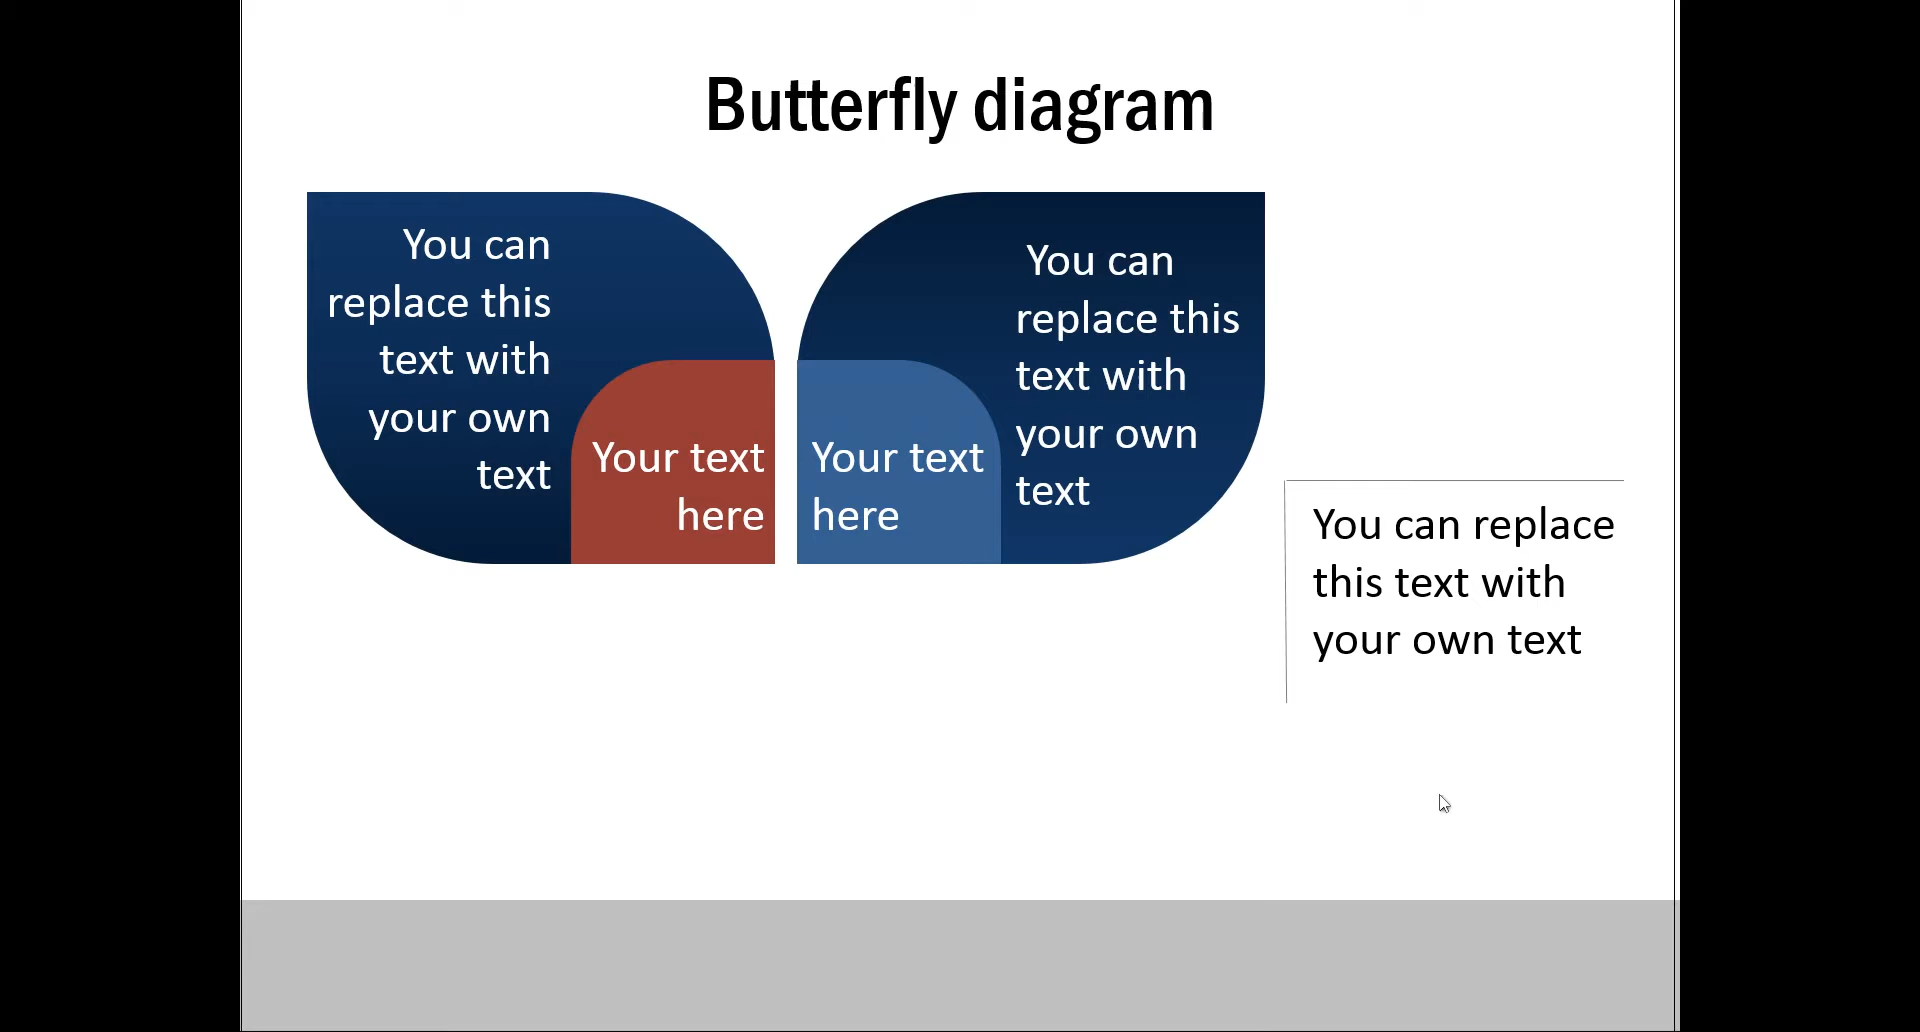 Butterfly diagram
You can
replace this
text with
your own
text
Your text
here
Your text
here
You can
replace this
text with
your own
text
You can replace
this text with
your own text